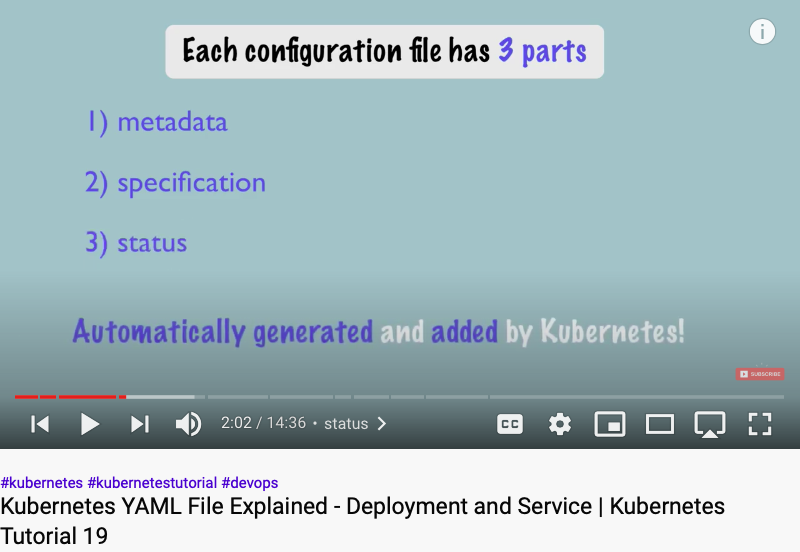 Each configuration file has 3 parts
1) metadata
2) specification
3) status
Automatically generated and added by Kubernetes!
SUBSCRIBE
2:02 / 14:36 • status
CC
#kubernetes #kubernetestutorial #devops
Kubernetes YAML File Explained - Deployment and Service | Kubernetes
Tutorial 19